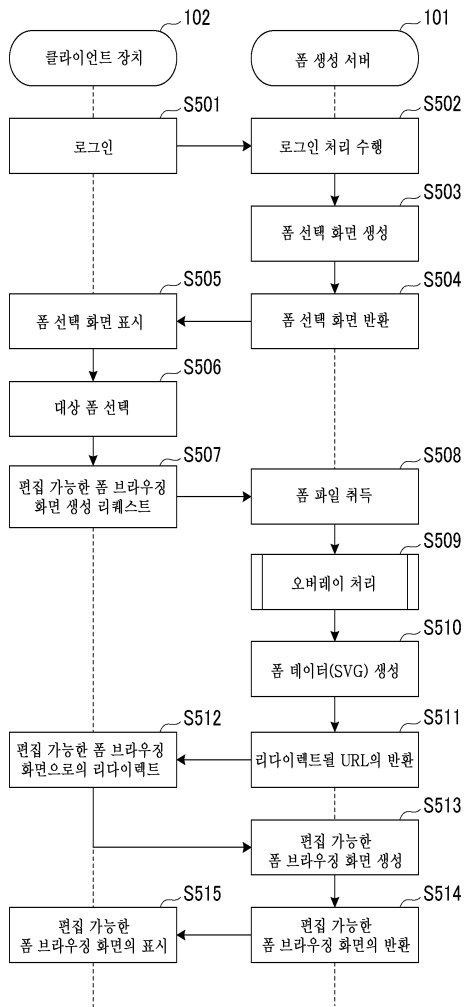 102
101
클라이언트 장치
폼 생성 서버
S501
S502
로그인
로그인 처리 수행
S503
폼 선택 화면 생성
S505
S504
폼 선택 화면 표시
폼 선택 화면 반환
S506
대상 폼 선택
S507
S508
편집 가능한 폼 브라우징
화면 생성 리퀘스트
폼 파일 취득
S509
오버레이 처리
S510
폼 데이터(SVG) 생성
S512
S511
편집 가능한 폼 브라우징
화면으로의 리다이렉트
리다이렉트될 URL의 반환
S513
편집 가능한
폼 브라우징 화면 생성
S515
S514
편집 가능한
폼 브라우징 화면의 표시
편집 가능한
폼 브라우징 화면의 반환